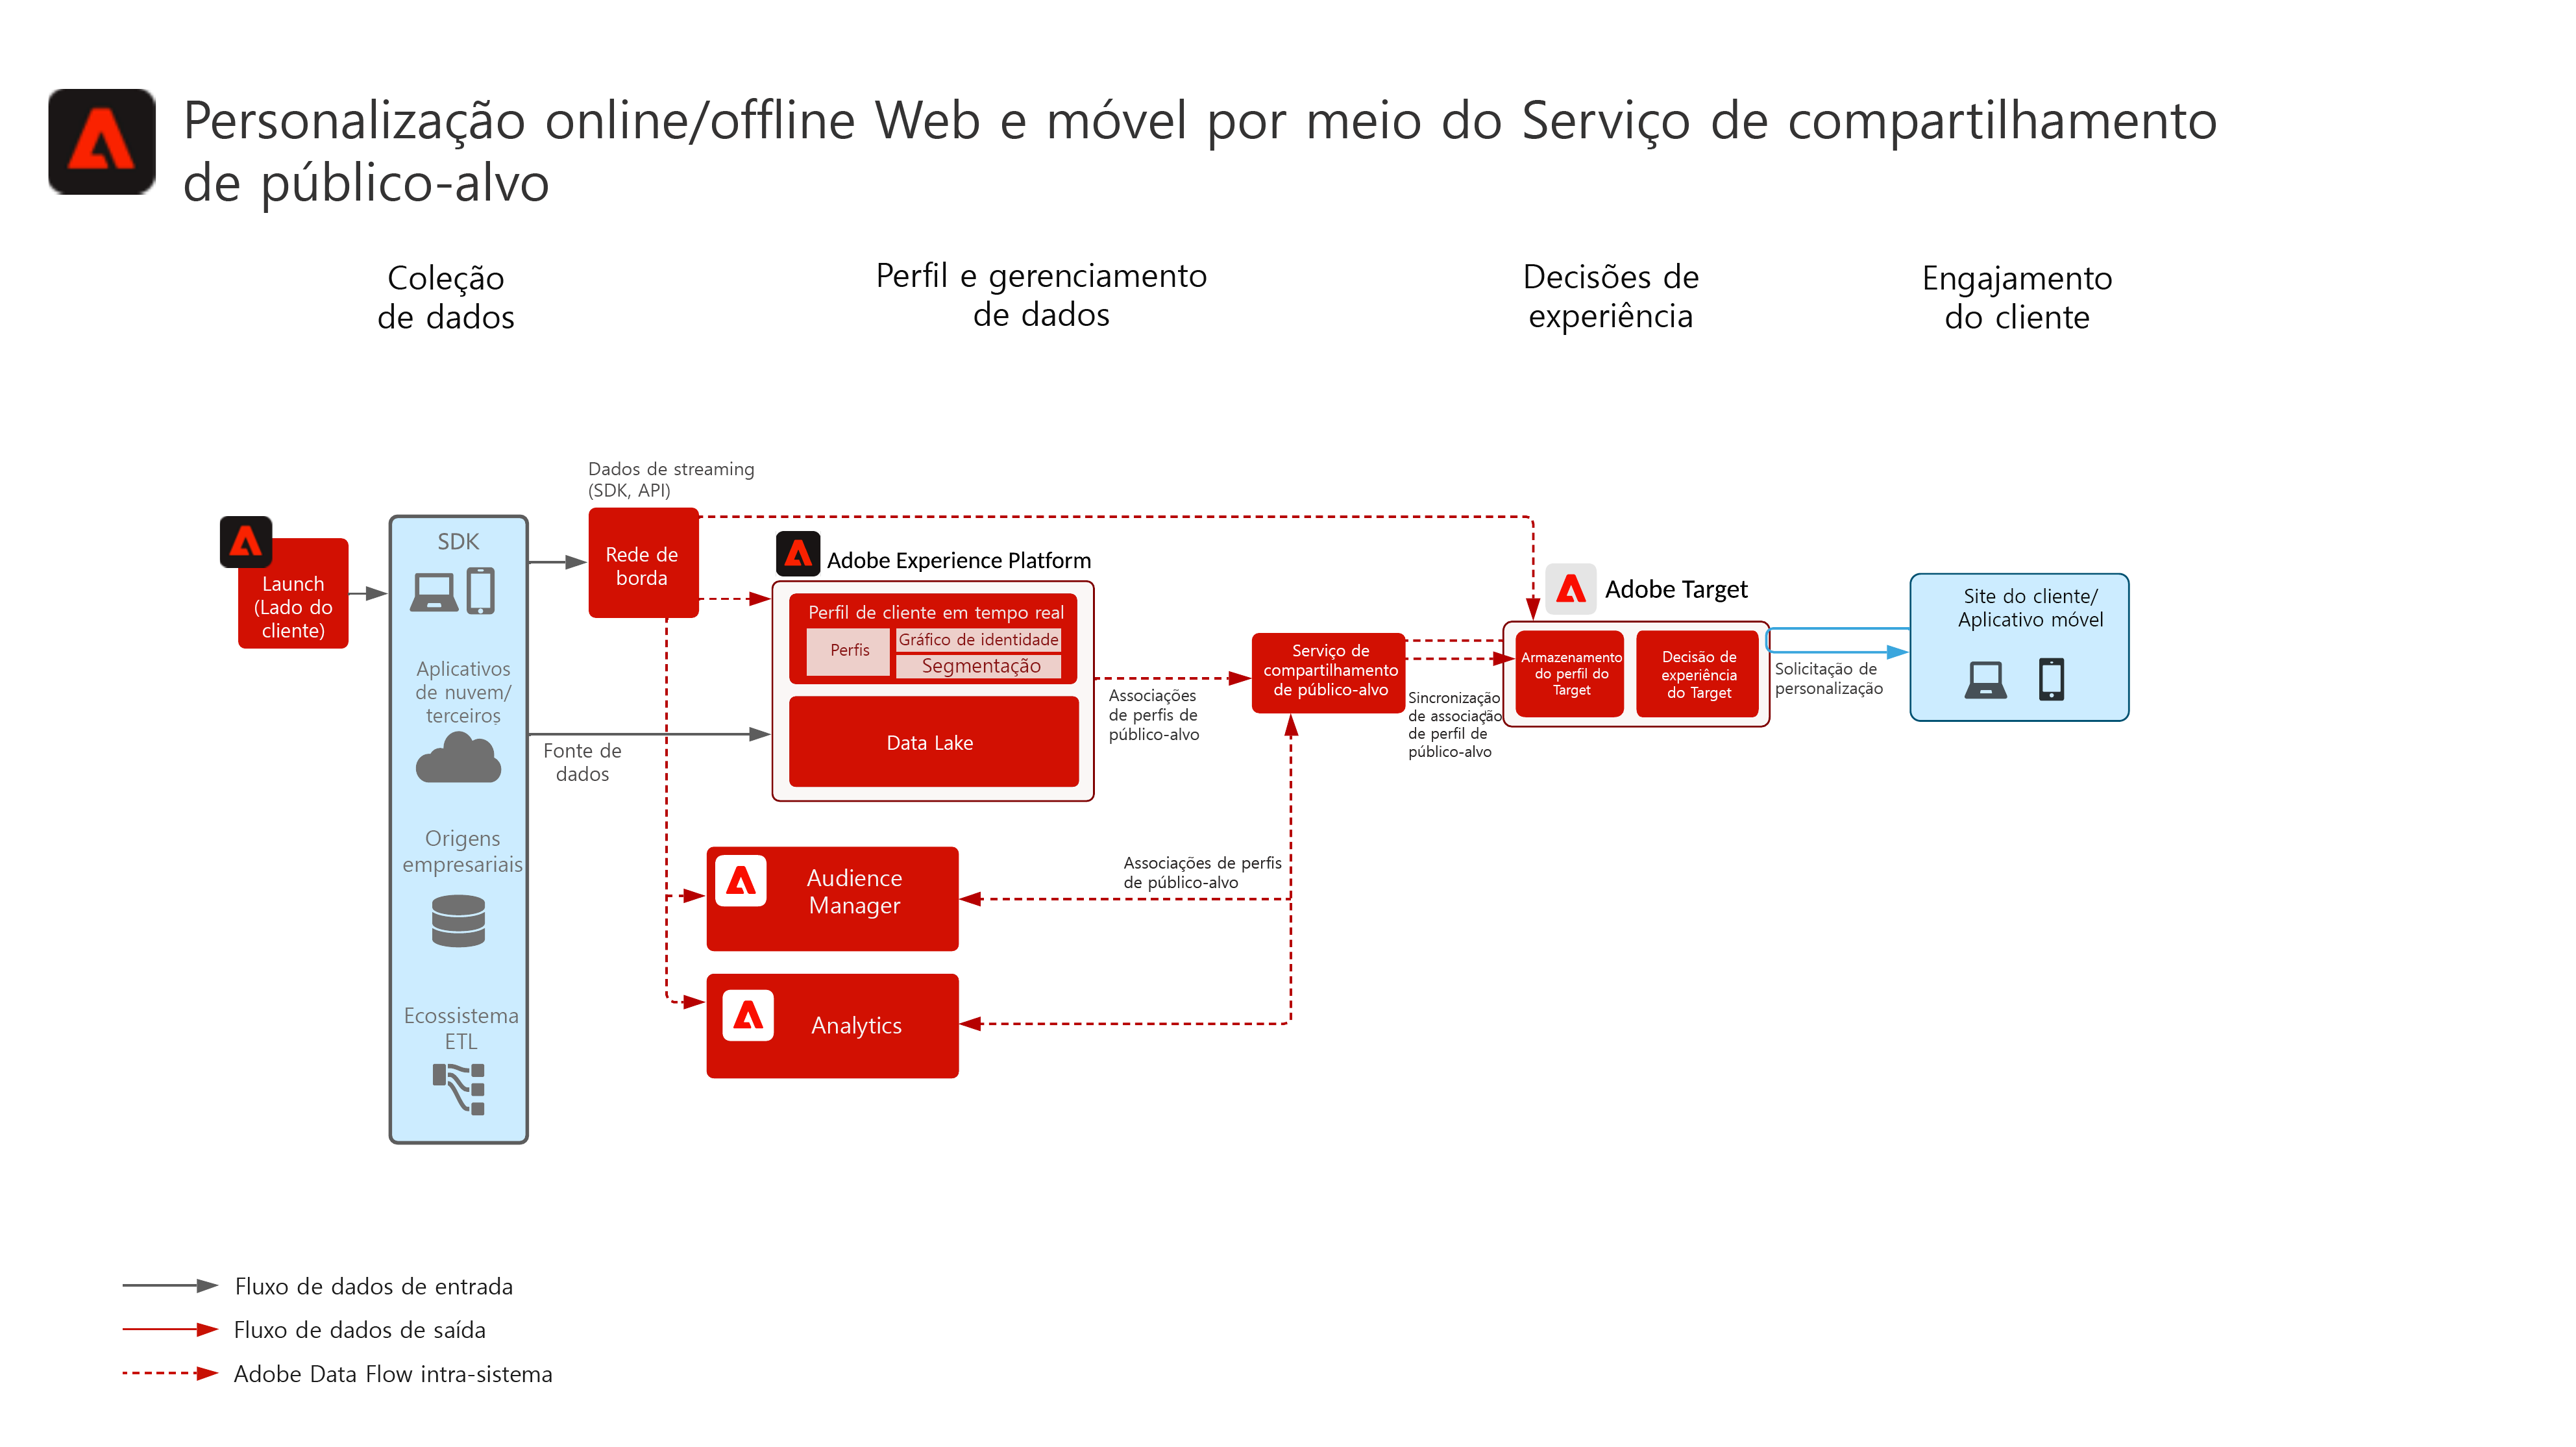 Personalização online/offline Web e móvel por meio do Serviço de compartilhamento
de público-alvo
Coleção
de dados
Perfil e gerenciamento
de dados
Decisões de
experiência
Engajamento
do cliente
Dados de streaming
(SDK, API)
Launch
(Lado do
cliente)
SDK
Aplicativos
de nuvem/
terceiros
Origens
empresariais
Ecossistema
ETL
Rede de
borda
Fonte de
dados
Adobe Experience Platform
Perfil de cliente em tempo real
Perfis
Gráfico de identidade
Segmentação
Data Lake
Associações
de perfis de
público-alvo
Audience
Manager
Analytics
Associações de perfis
de público-alvo
Serviço de
compartilhamento
de público-alvo
Sincronização
de associação
de perfil de
público-alvo
Adobe Target
Armazenamento
do perfil do
Target
Decisão de
experiência
do Target
Solicitação de
personalização
Site do cliente/
Aplicativo móvel
Fluxo de dados de entrada
Fluxo de dados de saída
Adobe Data Flow intra-sistema